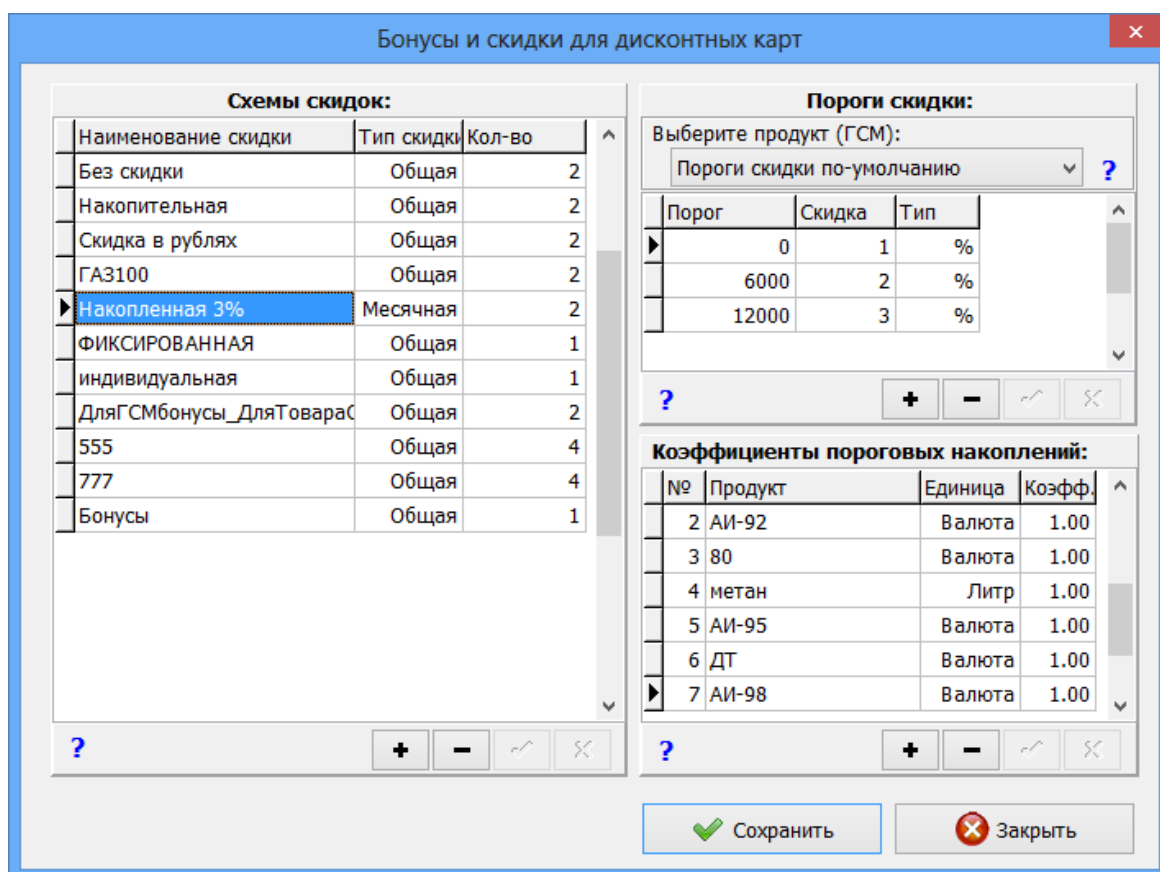 Бонусы и скидки для дисконтных карт
Схемы скидок:
Наименование скидки Тип скидки Кол-во
Без скидки Общая 2
Накопительная Общая 2
Скидка в рублях Общая 2
ГАЗ100 Общая 2
Накопленная 3% Месячная 2
ФИКСИРОВАННАЯ Общая 1
индивидуальная Общая 1
ДляГСМбонусы_ДляТовараС Общая 2
555 Общая 4
777 Общая 4
Бонусы Общая 1
?
Пороги скидки:
Выберите продукт (ГСМ):
Пороги скидки по-умолчанию ?
Порог Скидка Тип
0 1 %
6000 2 %
12000 3 %
?
Коэффициенты пороговых накоплений:
№ Продукт Единица Коэфф.
2 АИ-92 Валюта 1.00
3 80 Валюта 1.00
4 метан Литр 1.00
5 АИ-95 Валюта 1.00
6 ДТ Валюта 1.00
7 АИ-98 Валюта 1.00
?
Сохранить Закрыть